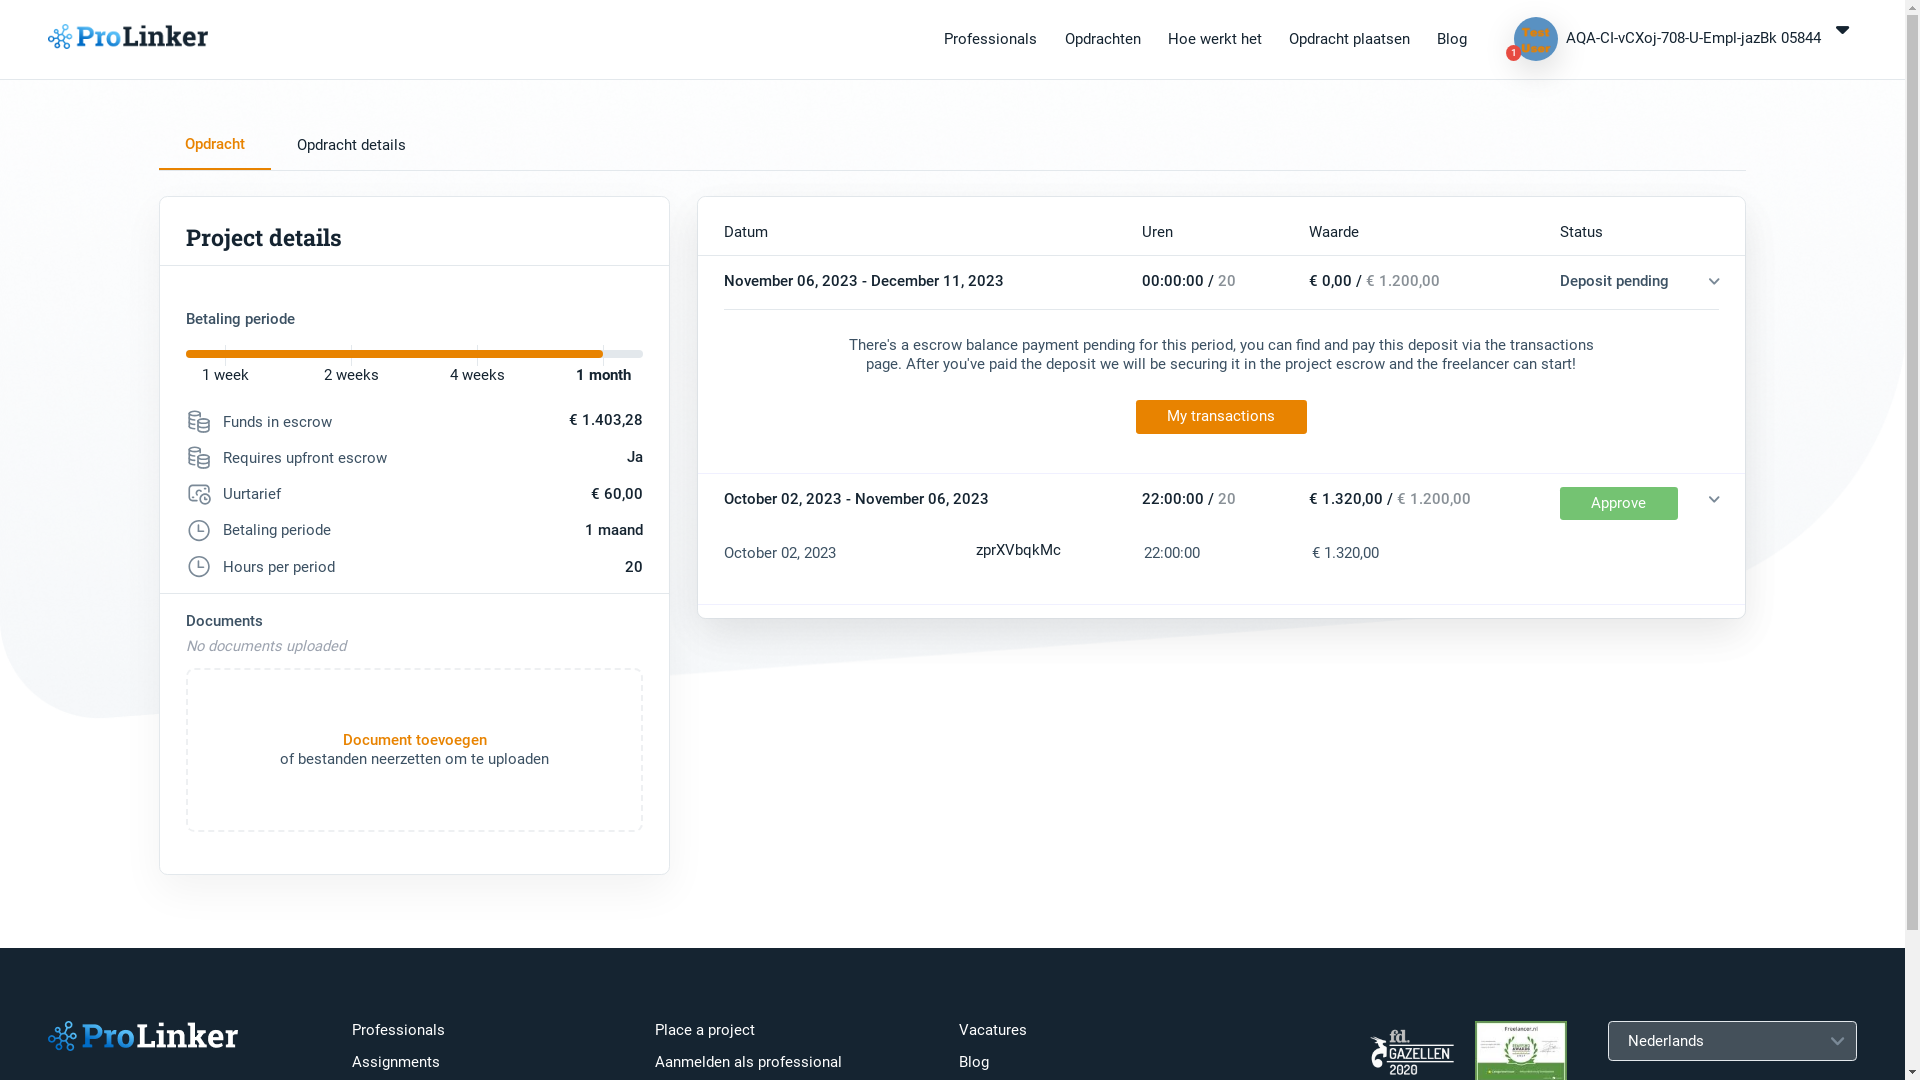 ProLinker
Professionals
Opdrachten
Hoe werkt het
Opdracht plaatsen
Blog
Test
User
1
AQA-CI-vCXoj-708-U-Empl-jazBk 05844
Opdracht
Opdracht details
Project details
Betaling periode
1 week
2 weeks
4 weeks
1 month
Funds in escrow € 1.403,28
Requires upfront escrow Ja
Uurtarief € 60,00
Betaling periode 1 maand
Hours per period 20
Documents
No documents uploaded
Document toevoegen
of bestanden neerzetten om te uploaden
Datum Uren Waarde Status
November 06, 2023 - December 11, 2023 00:00:00 / 20 € 0,00 / € 1.200,00 Deposit pending
There's a escrow balance payment pending for this period, you can find and pay this deposit via the transactions
page. After you've paid the deposit we will be securing it in the project escrow and the freelancer can start!
My transactions
October 02, 2023 - November 06, 2023 22:00:00 / 20 € 1.320,00 / € 1.200,00 Approve
October 02, 2023 zprXVbqkMc 22:00:00 € 1.320,00
ProLinker
Professionals
Assignments
Place a project
Aanmelden als professional
Vacatures
Blog
fd.
GAZELLEN
2020
Freelancer.nl
Nederlands